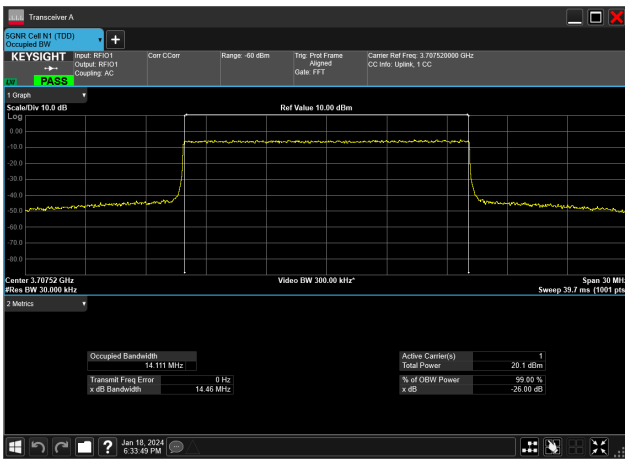 Transceiver A
5GNR Cell N1 (TDD)
Occupied BW
KEYSIGHT
PASS
Input: RFIO1
Output: RFIO1
Coupling: AC
Corr CCorr
Range: -60 dBm
Trig: Prot Frame
Aligned
Gate: FFT
Carrier Ref Freq: 3.707520000 GHz
CC Info: Uplink, 1 CC
1 Graph
Scale/Div 10.0 dB
Ref Value 10.00 dBm
Log
0.00
-10.0
-20.0
-30.0
-40.0
-50.0
-60.0
-70.0
-80.0
Center 3.70752 GHz
Video BW 300.00 kHz*
Span 30 MHz
#Res BW 30.000 kHz
Sweep 39.7 ms (1001 pts
2 Metrics
Occupied Bandwidth
14.111 MHz
Transmit Freq Error 0 Hz
x dB Bandwidth 14.46 MHz
Active Carrier(s) 1
Total Power 20.1 dBm
% of OBW Power 99.00 %
x dB -26.00 dB
Jan 18, 2024
6:33:49 PM